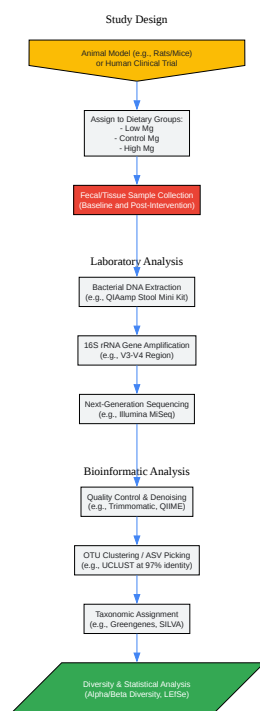 Study Design
Animal Model (e.g., Rats/Mice)
or Human Clinical Trial
Assign to Dietary Groups:
- Low Mg
- Control Mg
- High Mg
Fecal/Tissue Sample Collection
(Baseline and Post-Intervention)
Laboratory Analysis
Bacterial DNA Extraction
(e.g., QIAamp Stool Mini Kit)
16S rRNA Gene Amplification
(e.g., V3-V4 Region)
Next-Generation Sequencing
(e.g., Illumina MiSeq)
Bioinformatic Analysis
Quality Control & Denoising
(e.g., Trimmomatic, QIIME)
OTU Clustering / ASV Picking
(e.g., UCLUST at 97% identity)
Taxonomic Assignment
(e.g., Greengenes, SILVA)
Diversity & Statistical Analysis
(Alpha/Beta Diversity, LEfSe)